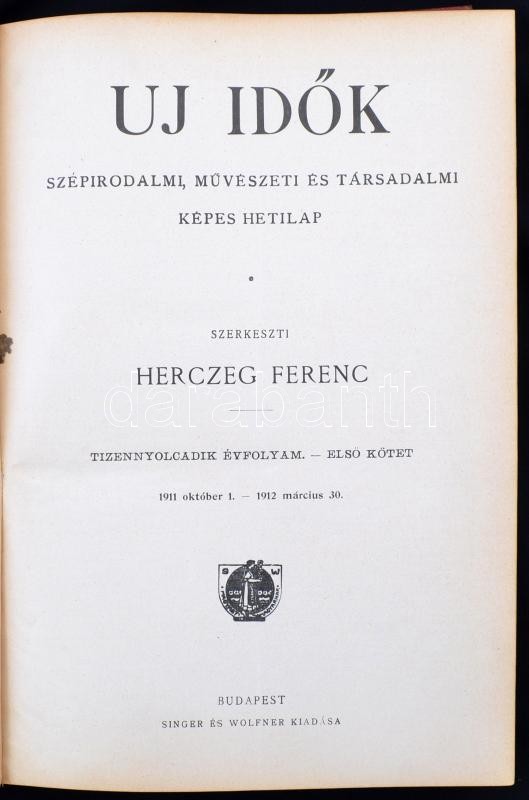 UJ IDŐK
SZÉPIRODALMI, MŰVÉSZETI ÉS TÁRSADALMI
KÉPES HETILAP
SZERKESZTI
HERCZEG FERENC
darabanth
TIZENNYOLCADIK ÉVFOLYAM. — ELSŐ KÖTET
1911 október 1. — 1912 március 30.
S W
BUDAPEST
SINGER ÉS WOLFNER KIADÁSA